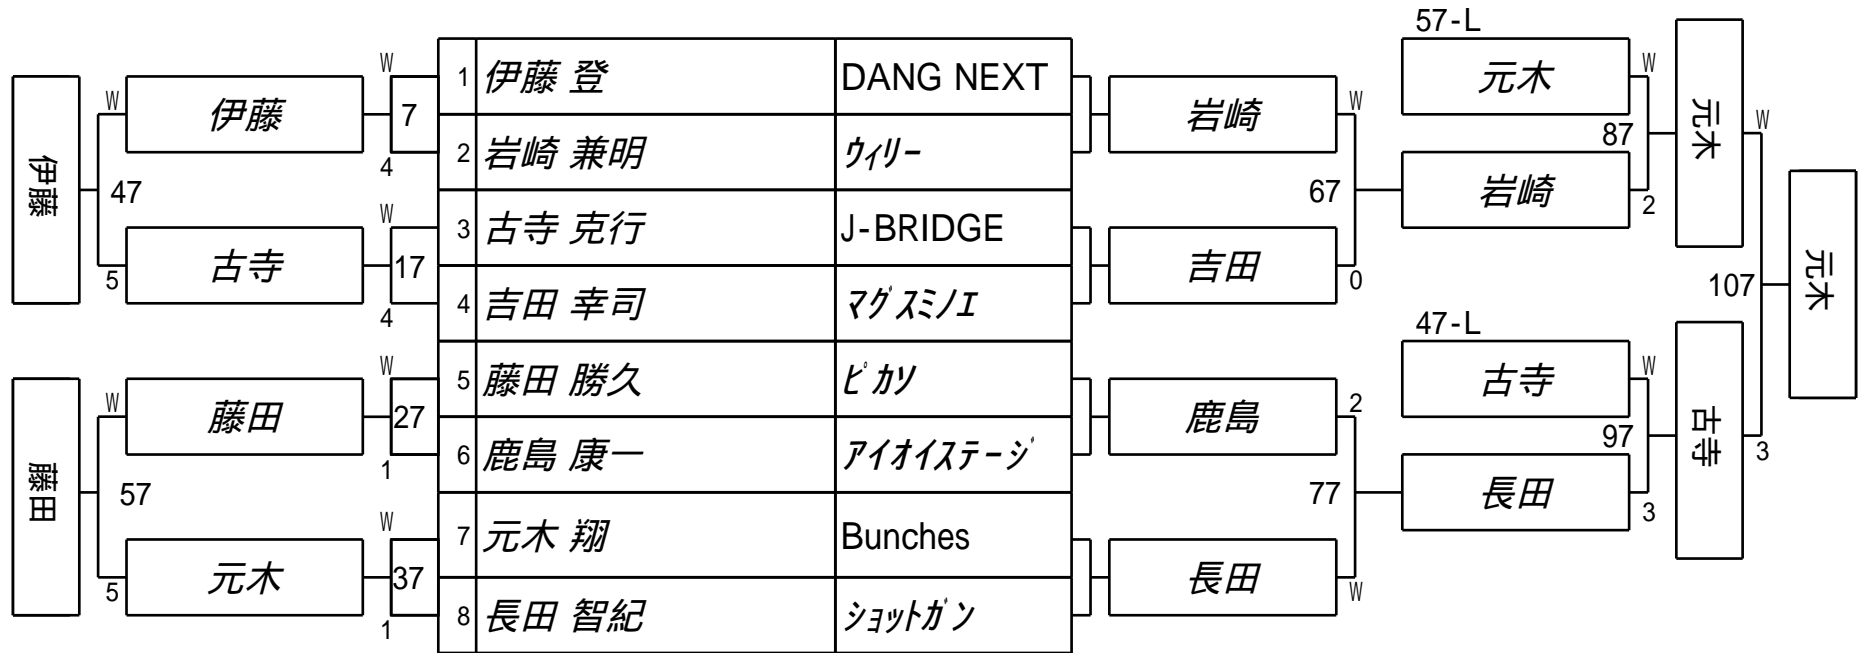 57-L
W
1 伊藤 登 DANG NEXT
元木
W
W
伊藤
7
岩崎
W
元木
W
2 岩崎 兼明 ウィリー
87
4
伊藤
47
67
岩崎
2
W
3 古寺 克行 J-BRIDGE
5
古寺
17
吉田
0
107
元木
4 吉田 幸司 マグスミノエ
4
47-L
W
5 藤田 勝久 ピカソ
古寺
W
W
藤田
27
鹿島
2
古寺
3
6 鹿島 康一 アイオイステージ
97
1
藤田
57
77
長田
3
W
7 元木 翔 Bunches
5
元木
37
長田
W
8 長田 智紀 ショットガン
1